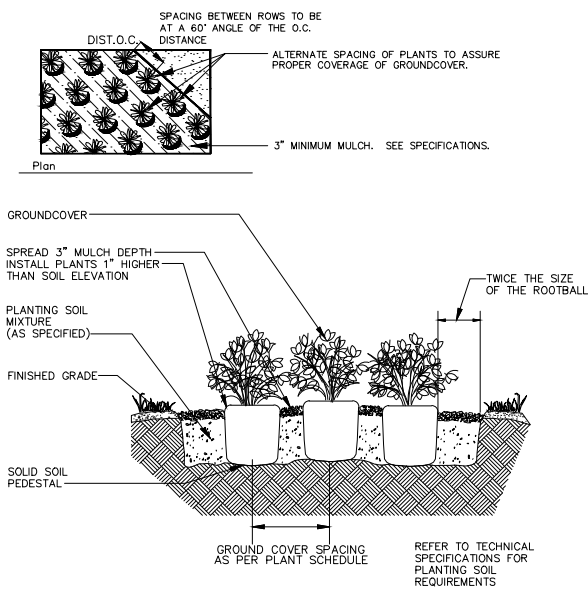 SPACING BETWEEN ROWS TO BE
AT A 60° ANGLE OF THE O.C.
DISTANCE
DIST.O.C.
ALTERNATE SPACING OF PLANTS TO ASSURE
PROPER COVERAGE OF GROUNDCOVER.
3" MINIMUM MULCH. SEE SPECIFICATIONS.
Plan
GROUNDCOVER
SPREAD 3" MULCH DEPTH
INSTALL PLANTS 1" HIGHER
THAN SOIL ELEVATION
TWICE THE SIZE
OF THE ROOTBALL
PLANTING SOIL
MIXTURE
(AS SPECIFIED)
FINISHED GRADE
SOLID SOIL
PEDESTAL
GROUND COVER SPACING
AS PER PLANT SCHEDULE
REFER TO TECHNICAL
SPECIFICATIONS FOR
PLANTING SOIL
REQUIREMENTS